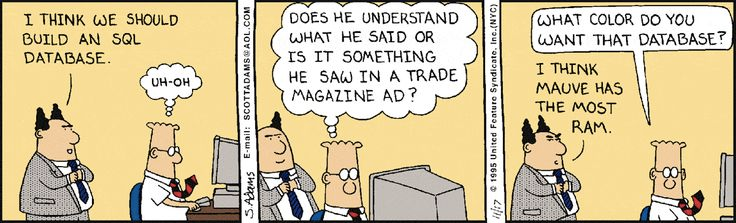 I THINK WE SHOULD
BUILD AN SQL
DATABASE.
UH-OH
S.Adams
E-mail: SCOTTADAMS@AOL.COM
DOES HE UNDERSTAND
WHAT HE SAID OR
IS IT SOMETHING
HE SAW IN A TRADE
MAGAZINE AD?
11/17
© 1995 United Feature Syndicate, Inc.(NYC)
WHAT COLOR DO YOU
WANT THAT DATABASE?
I THINK
MAUVE HAS
THE MOST
RAM.